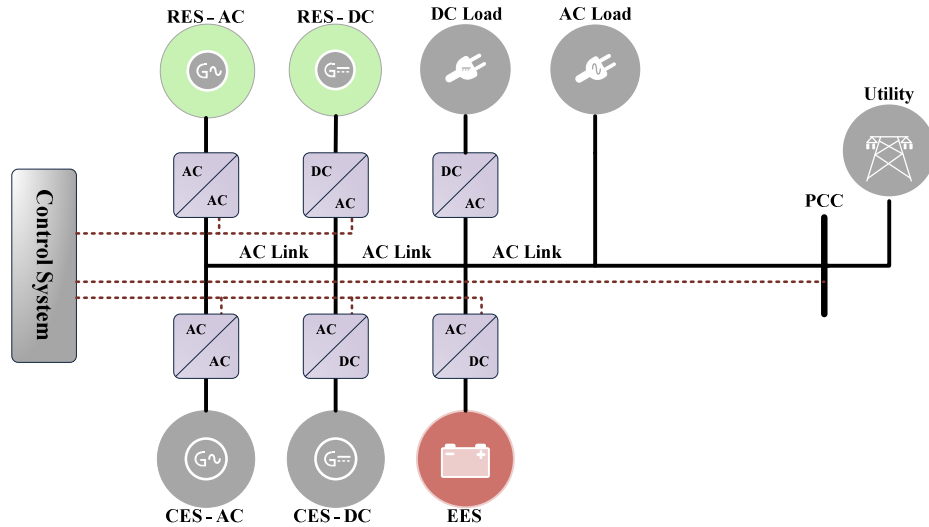 RES - AC
RES - DC
DC Load
AC Load
Utility
G
G
AC
AC
DC
AC
DC
AC
PCC
Control System
AC Link
AC Link
AC Link
AC
AC
AC
DC
AC
DC
G
G
CES - AC
CES - DC
EES